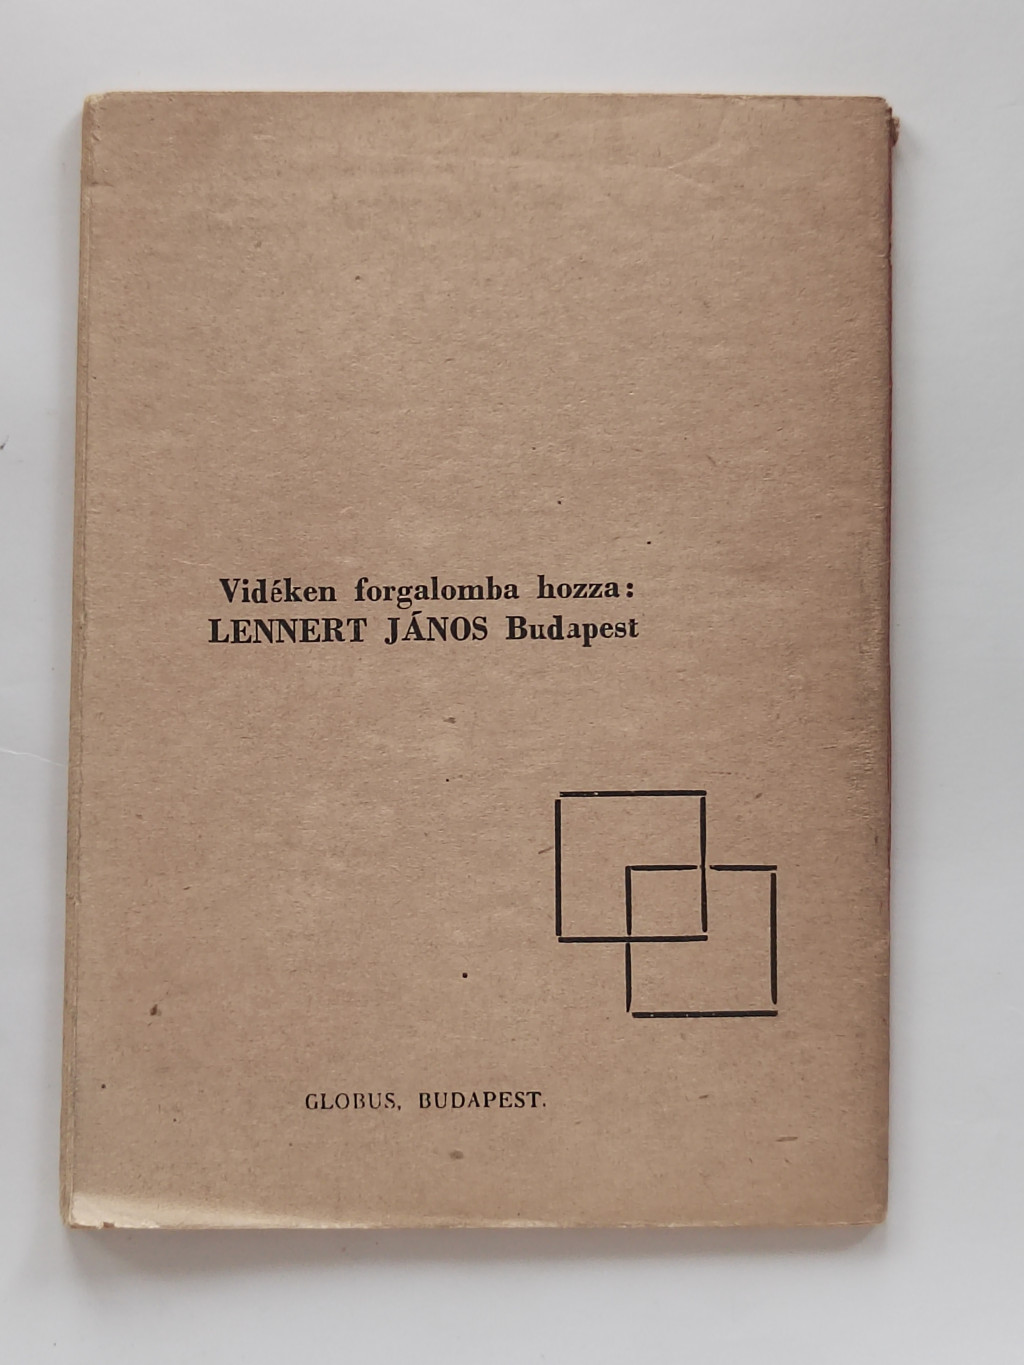 Vidéken forgalomba hozza:
LENNERT JÁNOS Budapest
GLOBUS, BUDAPEST.